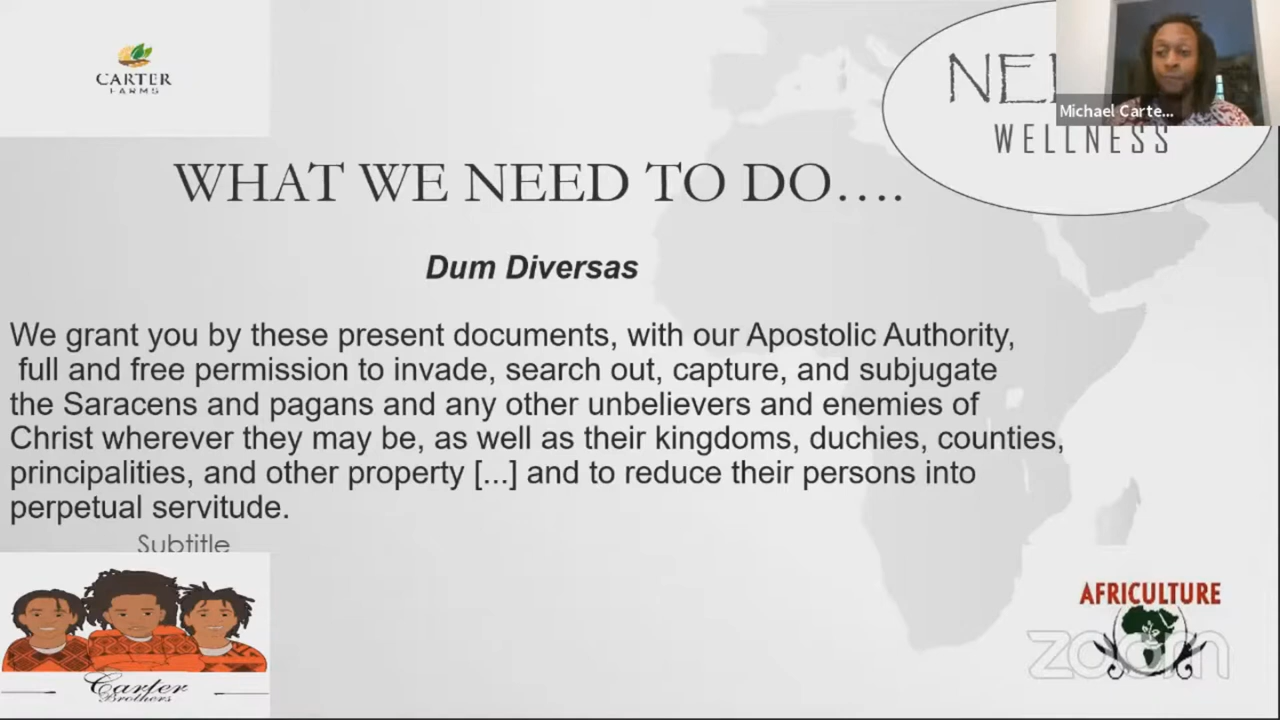 CARTER
FARMS
NE
Michael Carte...
WELLNESS
WHAT WE NEED TO DO....
Dum Diversas
We grant you by these present documents, with our Apostolic Authority,
full and free permission to invade, search out, capture, and subjugate
the Saracens and pagans and any other unbelievers and enemies of
Christ wherever they may be, as well as their kingdoms, duchies, counties,
principalities, and other property [...] and to reduce their persons into
perpetual servitude.
Subtitle
Carter
Brothers
AFRICULTURE
zoom